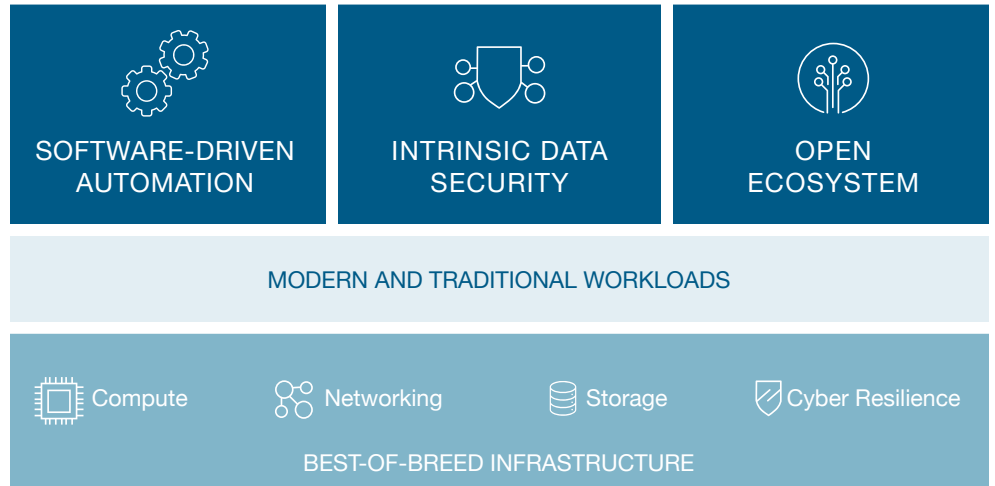 SOFTWARE-DRIVEN
AUTOMATION
INTRINSIC DATA
SECURITY
OPEN
ECOSYSTEM
MODERN AND TRADITIONAL WORKLOADS
Compute
Networking
Storage
Cyber Resilience
BEST-OF-BREED INFRASTRUCTURE